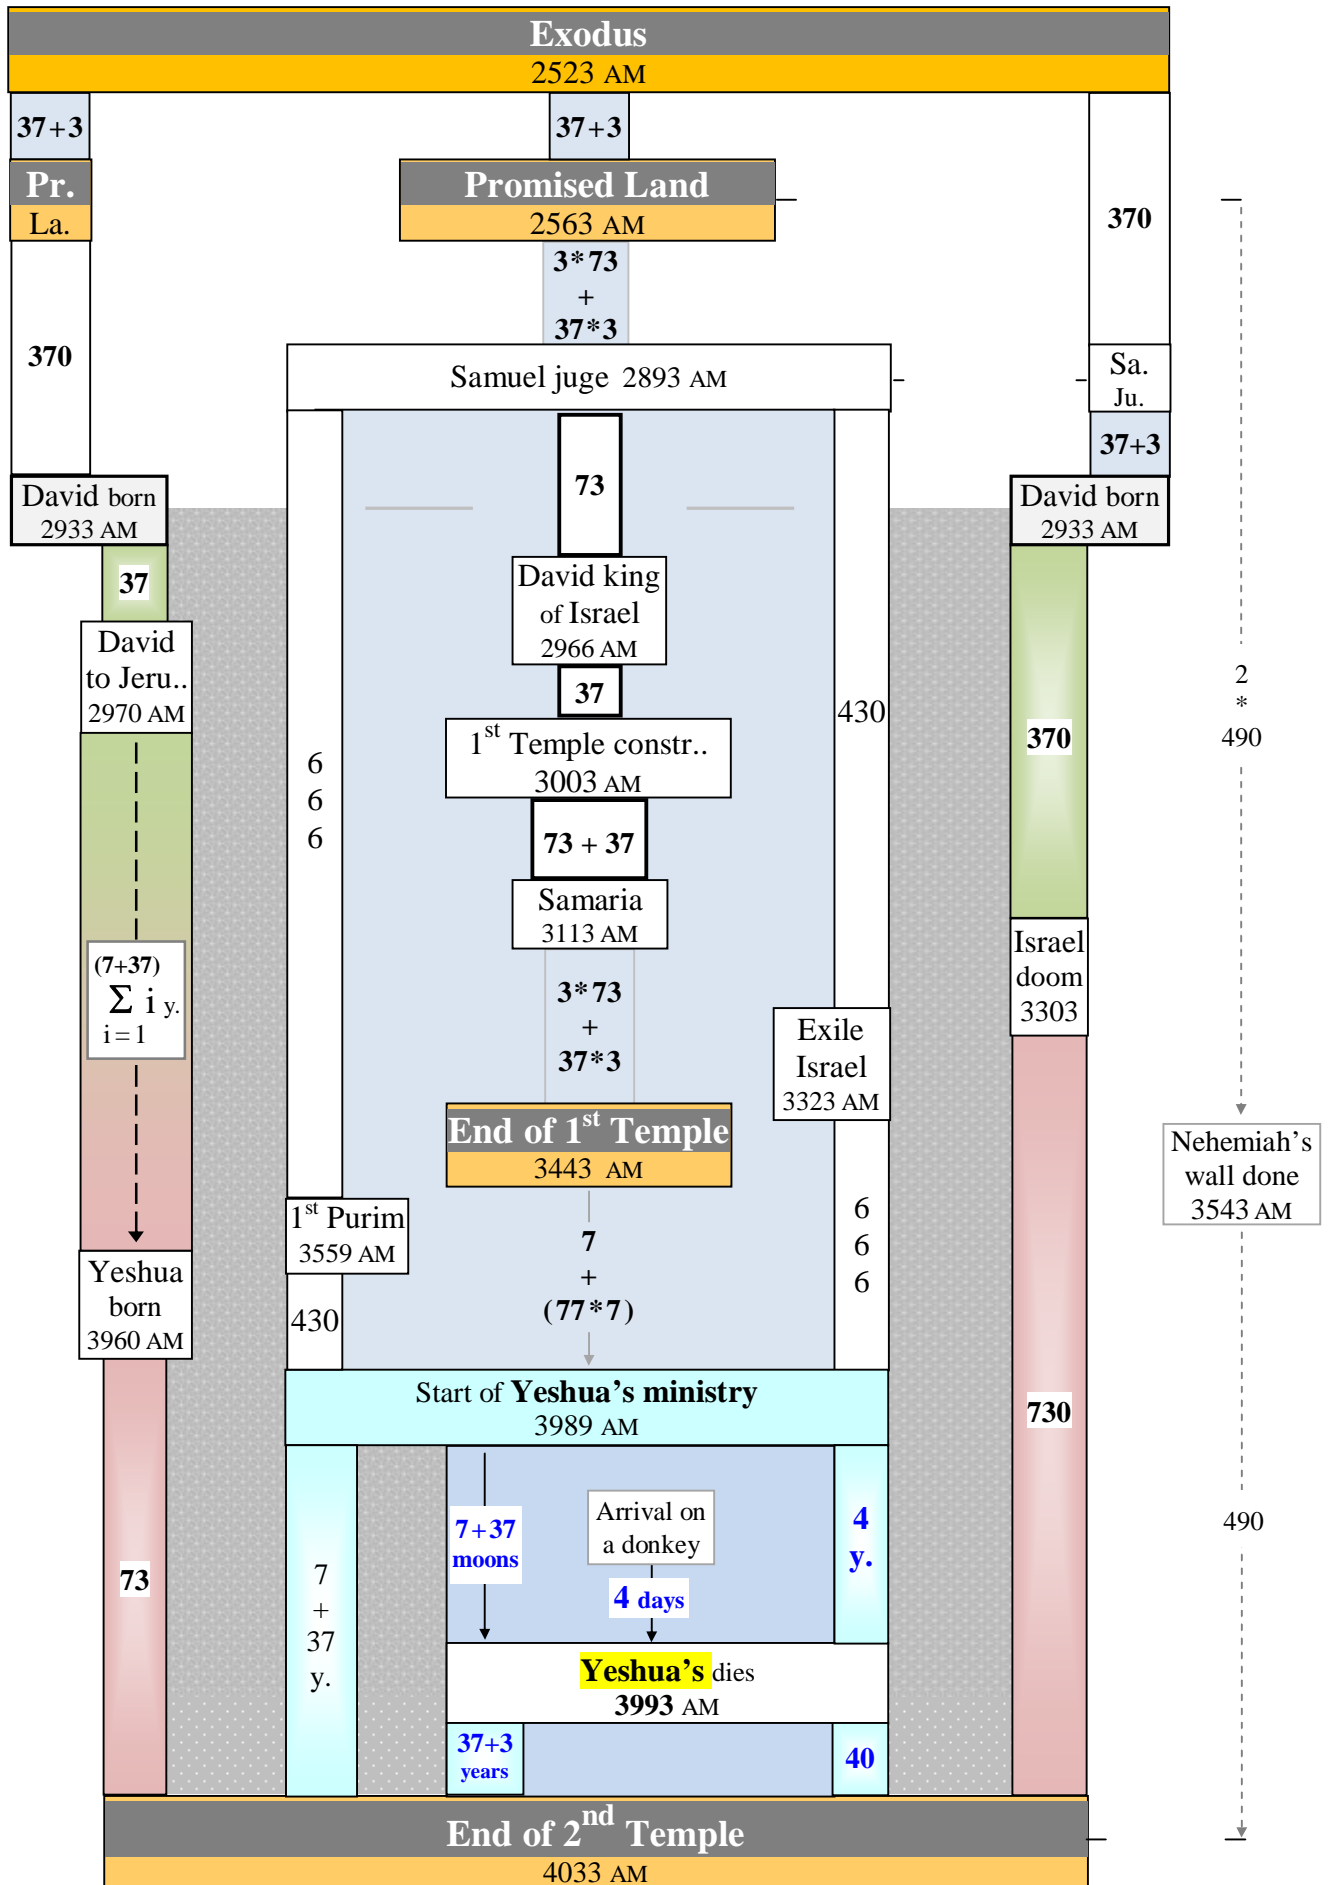 Exodus
2523 AM
37+3
37+3
Pr.
La.
Promised Land
2563 AM
370
3*73
+
37*3
370
Samuel juge 2893 AM
Sa.
Ju.
37+3
73
David born
2933 AM
David born
2933 AM
37
David king
of Israel
2966 AM
David
to Jeru..
2970 AM
37
430
2
*
490
370
1st Temple constr..
3003 AM
6
6
6
73 + 37
Samaria
3113 AM
(7+37)
Σ i y.
i = 1
3*73
+
37*3
Israel
doom
3303
Exile
Israel
3323 AM
End of 1st Temple
3443 AM
Nehemiah's
wall done
3543 AM
1st Purim
3559 AM
7
+
(77*7)
6
6
6
Yeshua
born
3960 AM
430
Start of Yeshua's ministry
3989 AM
730
7+37
moons
Arrival on
a donkey
4
y.
490
73
7
+
37
y.
4 days
Yeshua's dies
3993 AM
37+3
years
40
End of 2nd Temple
4033 AM